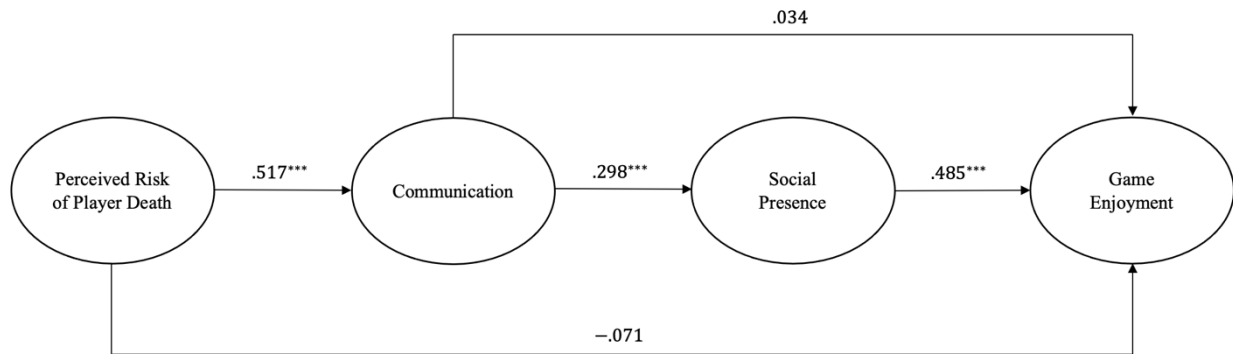 .034
Perceived Risk
of Player Death
.517***
Communication
.298***
Social
Presence
.485***
Game
Enjoyment
−.071